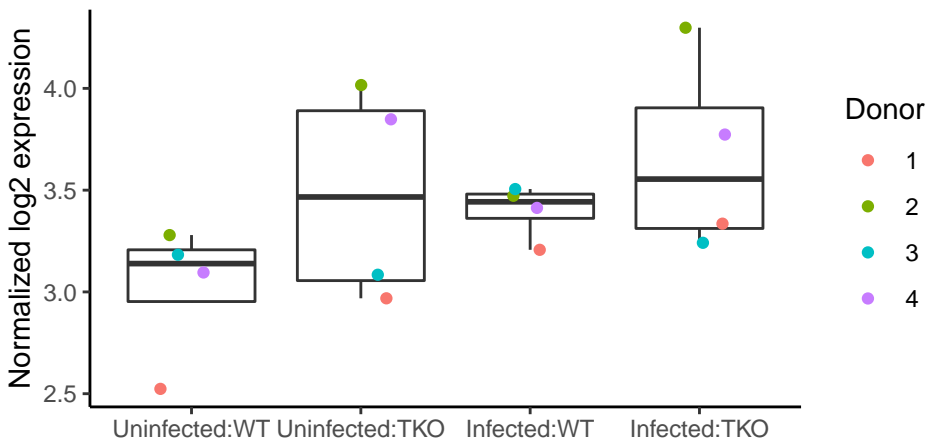 Normalized log2 expression
4.0
3.5
3.0
2.5
Uninfected:WT
Uninfected:TKO
Infected:WT
Infected:TKO
Donor
1
2
3
4